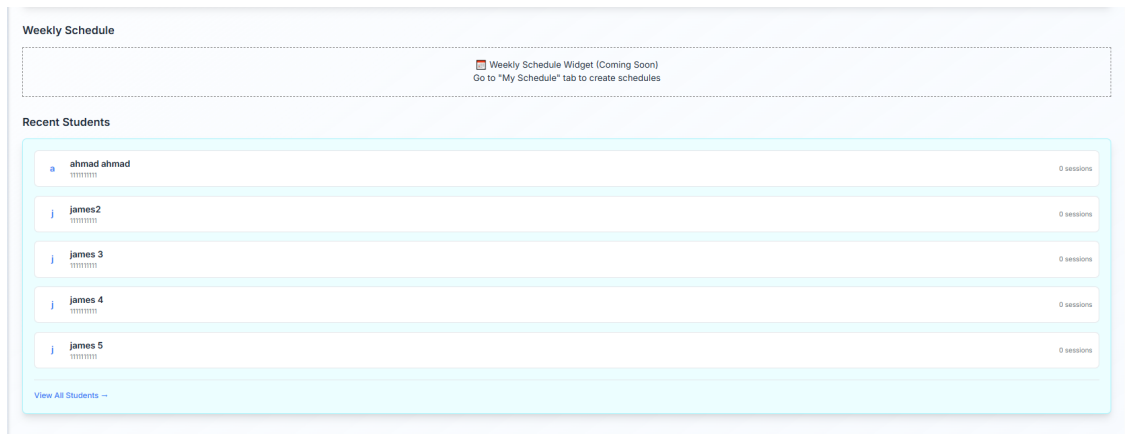 Weekly Schedule
📅 Weekly Schedule Widget (Coming Soon)
Go to "My Schedule" tab to create schedules
Recent Students
a
ahmad ahmad
1111111111
0 sessions
j
james2
1111111111
0 sessions
j
james 3
1111111111
0 sessions
j
james 4
1111111111
0 sessions
j
james 5
1111111111
0 sessions
View All Students →